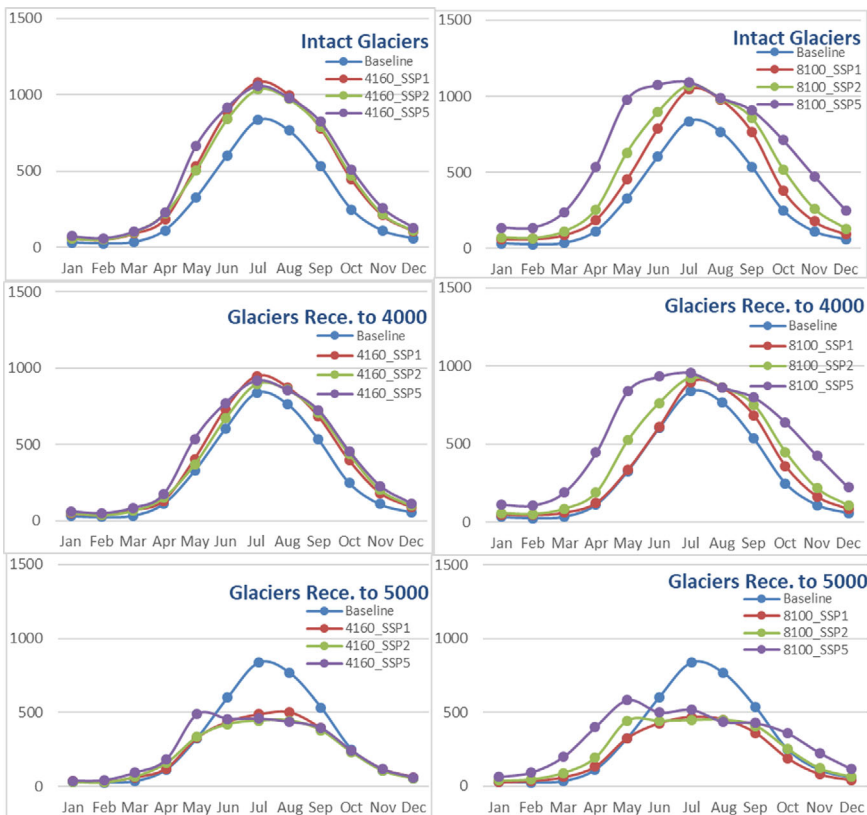 1500
Intact Glaciers
Baseline
4160_SSP1
4160_SSP2
4160_SSP5
1000
500
0
Jan Feb Mar Apr May Jun Jul Aug Sep Oct Nov Dec
1500
Intact Glaciers
Baseline
8100_SSP1
8100_SSP2
8100_SSP5
1000
500
0
Jan Feb Mar Apr May Jun Jul Aug Sep Oct Nov Dec
1500
Glaciers Rece. to 4000
Baseline
4160_SSP1
4160_SSP2
4160_SSP5
1000
500
0
Jan Feb Mar Apr May Jun Jul Aug Sep Oct Nov Dec
1500
Glaciers Rece. to 4000
Baseline
8100_SSP1
8100_SSP2
8100_SSP5
1000
500
0
Jan Feb Mar Apr May Jun Jul Aug Sep Oct Nov Dec
1500
Glaciers Rece. to 5000
Baseline
4160_SSP1
4160_SSP2
4160_SSP5
1000
500
0
Jan Feb Mar Apr May Jun Jul Aug Sep Oct Nov Dec
1500
Glaciers Rece. to 5000
Baseline
8100_SSP1
8100_SSP2
8100_SSP5
1000
500
0
Jan Feb Mar Apr May Jun Jul Aug Sep Oct Nov Dec